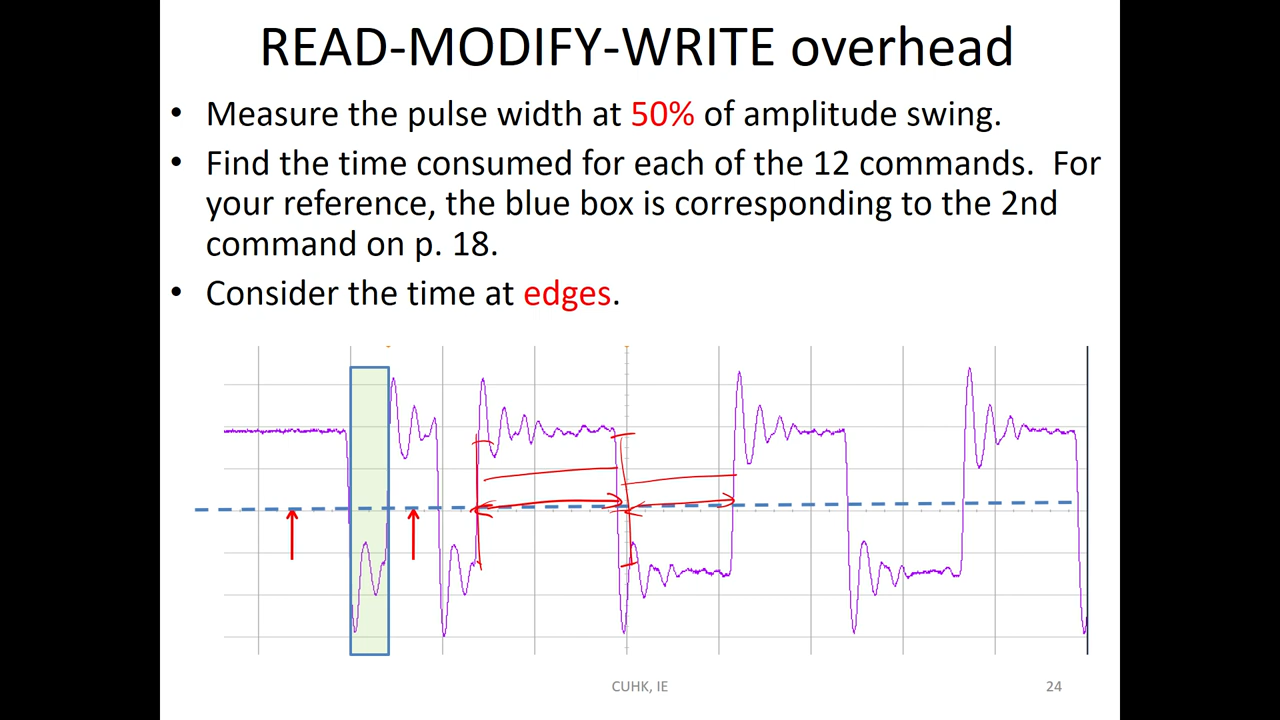 READ-MODIFY-WRITE overhead
• Measure the pulse width at 50% of amplitude swing.
• Find the time consumed for each of the 12 commands.  For
your reference, the blue box is corresponding to the 2nd
command on p. 18.
• Consider the time at edges.
CUHK, IE
24